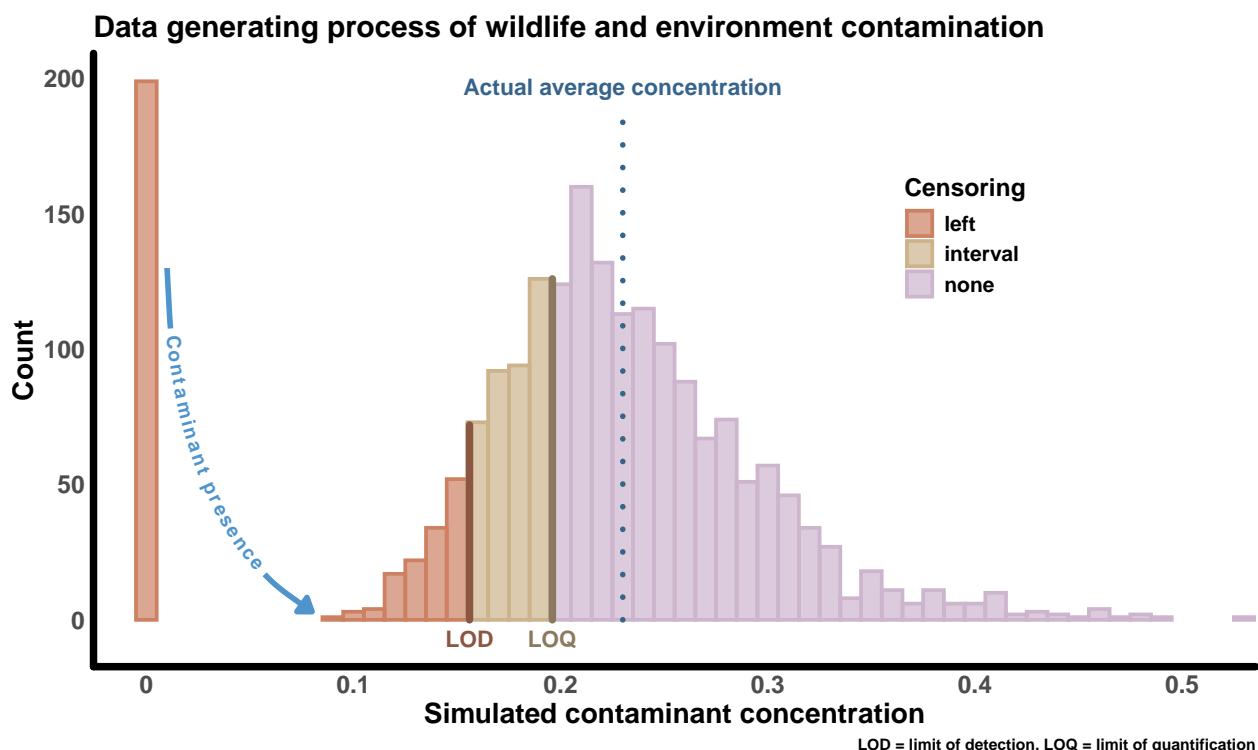 Data generating process of wildlife and environment contamination
200
150
100
50
0
Count
Actual average concentration
Censoring
left
interval
none
Contaminant presence
LOD
LOQ
0
0.1
0.2
0.3
0.4
0.5
Simulated contaminant concentration
LOD = limit of detection, LOQ = limit of quantification